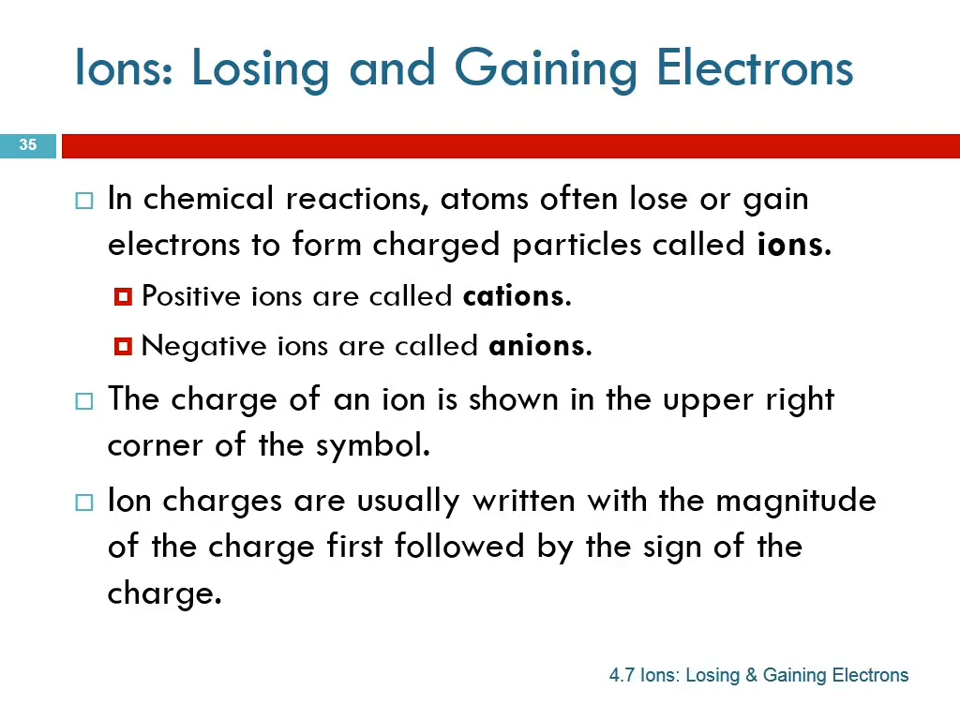 Ions: Losing and Gaining Electrons
35
In chemical reactions, atoms often lose or gain
electrons to form charged particles called ions.
Positive ions are called cations.
Negative ions are called anions.
The charge of an ion is shown in the upper right
corner of the symbol.
Ion charges are usually written with the magnitude
of the charge first followed by the sign of the
charge.
4.7 Ions: Losing & Gaining Electrons